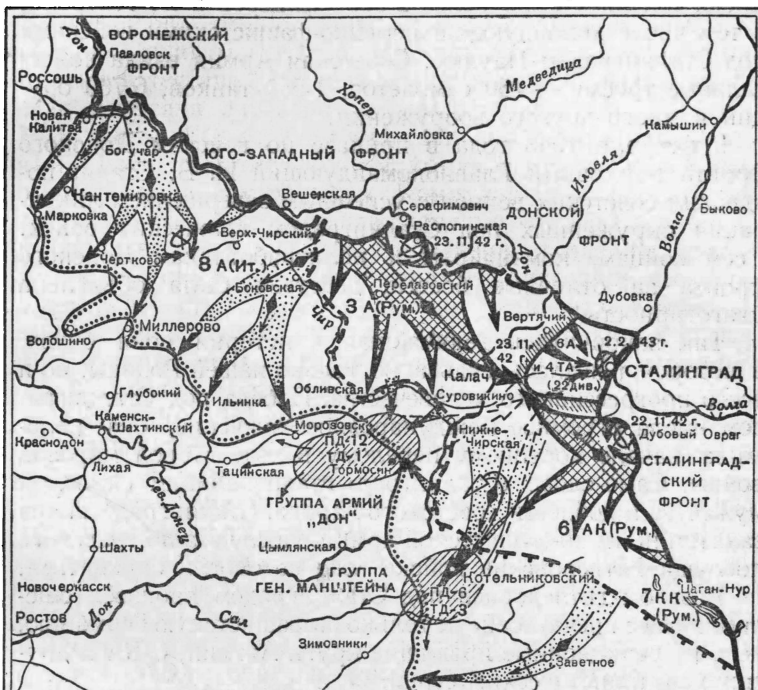 Дон
ВОРОНЕЖСКИЙ
ФРОНТ
Павловск
Россошь
Новая
Калитва
Богучар
Кантемировка
Марковка
Чертково
ЮГО-ЗАПАДНЫЙ ФРОНТ
Хопер
Михайловка
Медведица
Камышин
Иловля
Вешенская
Еланская
Распопинская
23.11.42 г.
ДОНСКОЙ
ФРОНТ
Волга
Быково
Верх-Чирский
8 А (Ит.)
Боковская
Чир
Перелазовский
3 А (Рум.)
Дон
Дубовка
Вертячий
23.11.
42 г.
6А
и 4 ТА
(22 див.)
2.2.43 г.
СТАЛИНГРАД
Волошино
Миллерово
Калач
Обливская
Суровикино
Волга
Глубокий
Ильинка
Каменск-
Шахтинский
Краснодон
Лихая
Сев. Донец
Морозовск
ПД-12
ТД-1
Тормосин
Тацинская
Нижне-
Чирская
22.11.42 г.
Дубовый Овраг
СТАЛИНГРАД-
СКИЙ
ФРОНТ
ГРУППА АРМИЙ
„ДОН“
6 АК (Рум.)
Шахты
Цымлянская
ГРУППА
ГЕН. МАНШТЕЙНА
Котельниковский
ПД-6
ТД-3
Цаган-Нур
7 КК
(Рум.)
Новочеркасск
Дон
Ростов
Сал
Зимовники
Заветное